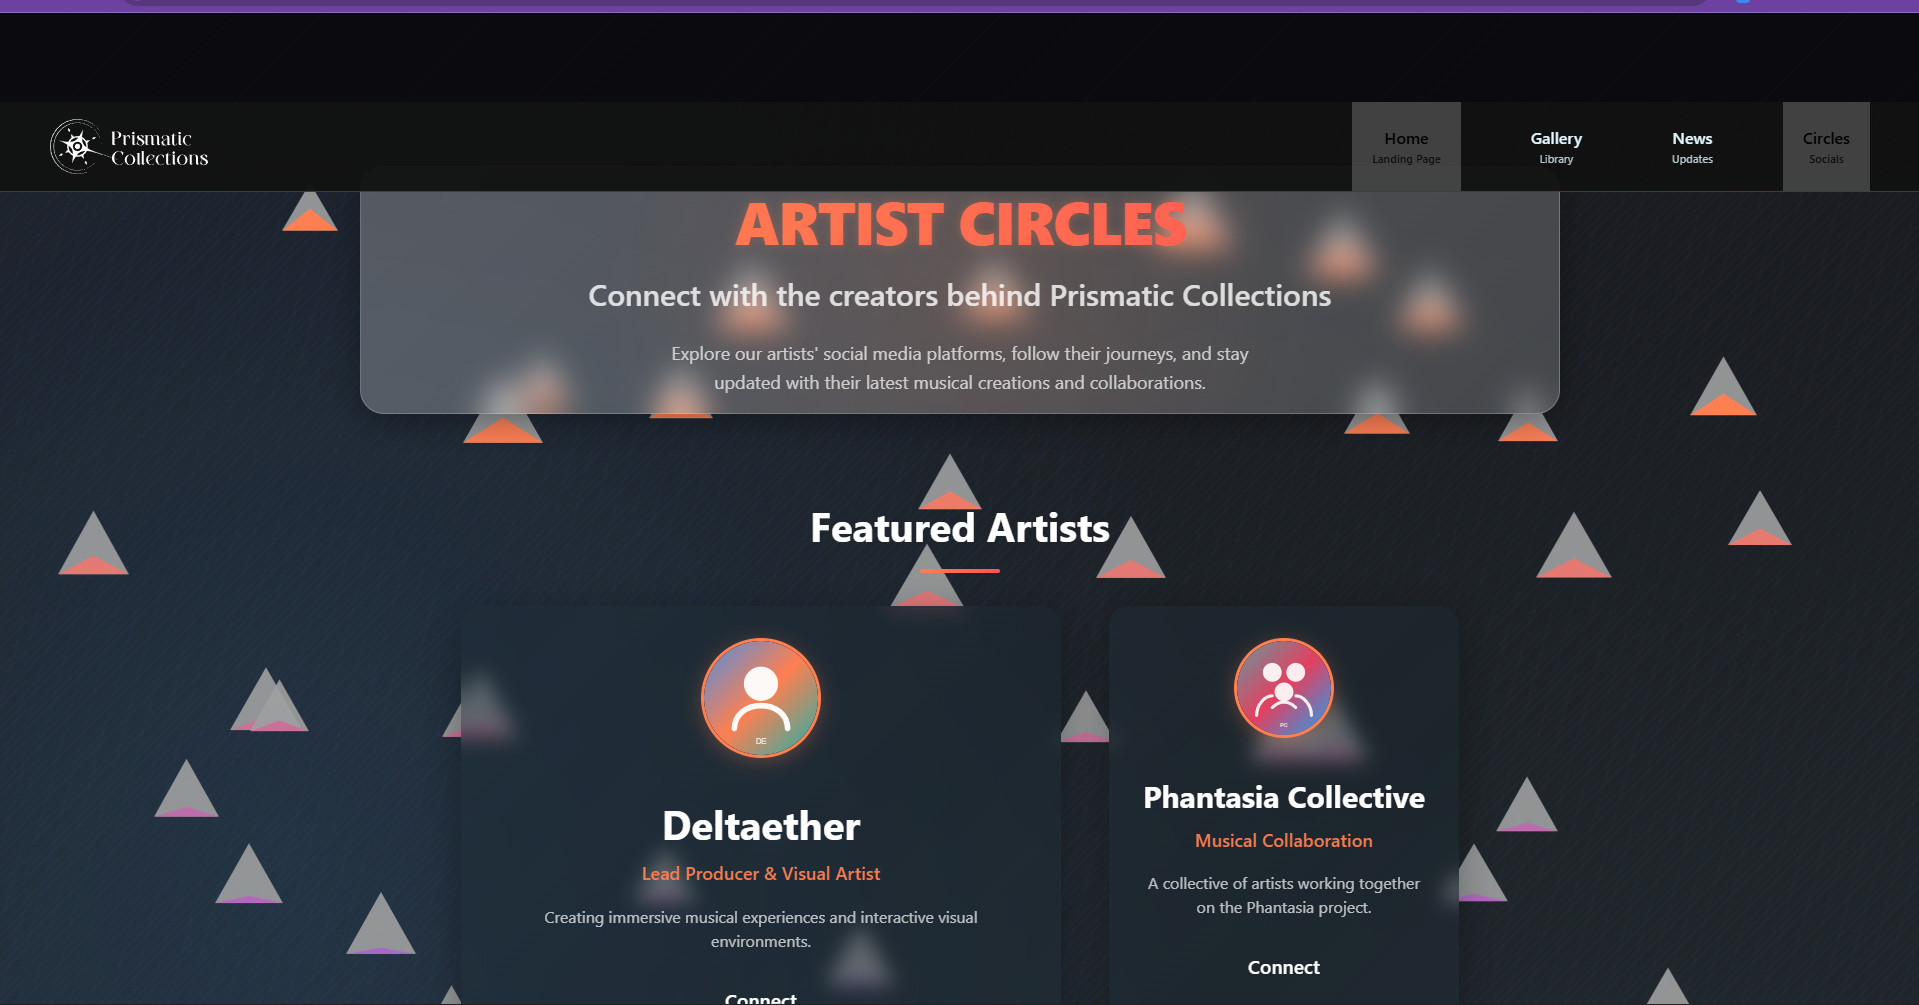 Prismatic
Collections
Home
Landing Page
Gallery
Library
News
Updates
Circles
Socials
ARTIST CIRCLES
Connect with the creators behind Prismatic Collections
Explore our artists' social media platforms, follow their journeys, and stay
updated with their latest musical creations and collaborations.
Featured Artists
DE
Deltaether
Lead Producer & Visual Artist
Creating immersive musical experiences and interactive visual
environments.
Connect
PC
Phantasia Collective
Musical Collaboration
A collective of artists working together
on the Phantasia project.
Connect